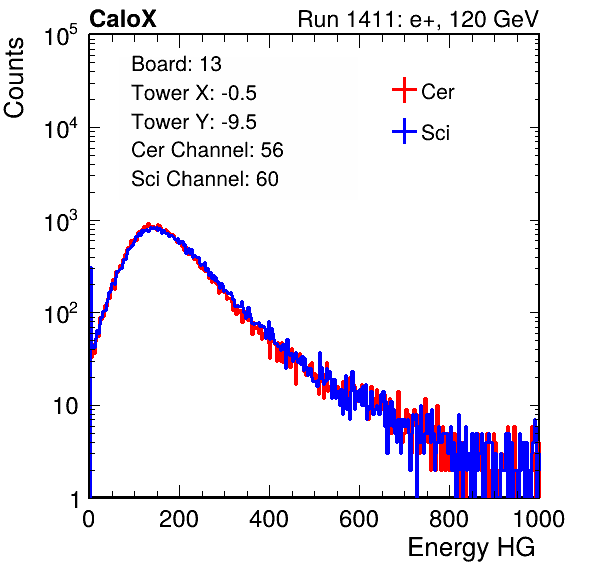 CaloX Run 1411: e+, 120 GeV
Counts
Board: 13
Tower X: -0.5
Tower Y: -9.5
Cer Channel: 56
Sci Channel: 60
Cer
Sci
10^5
10^4
10^3
10^2
10
1
0 200 400 600 800 1000
Energy HG